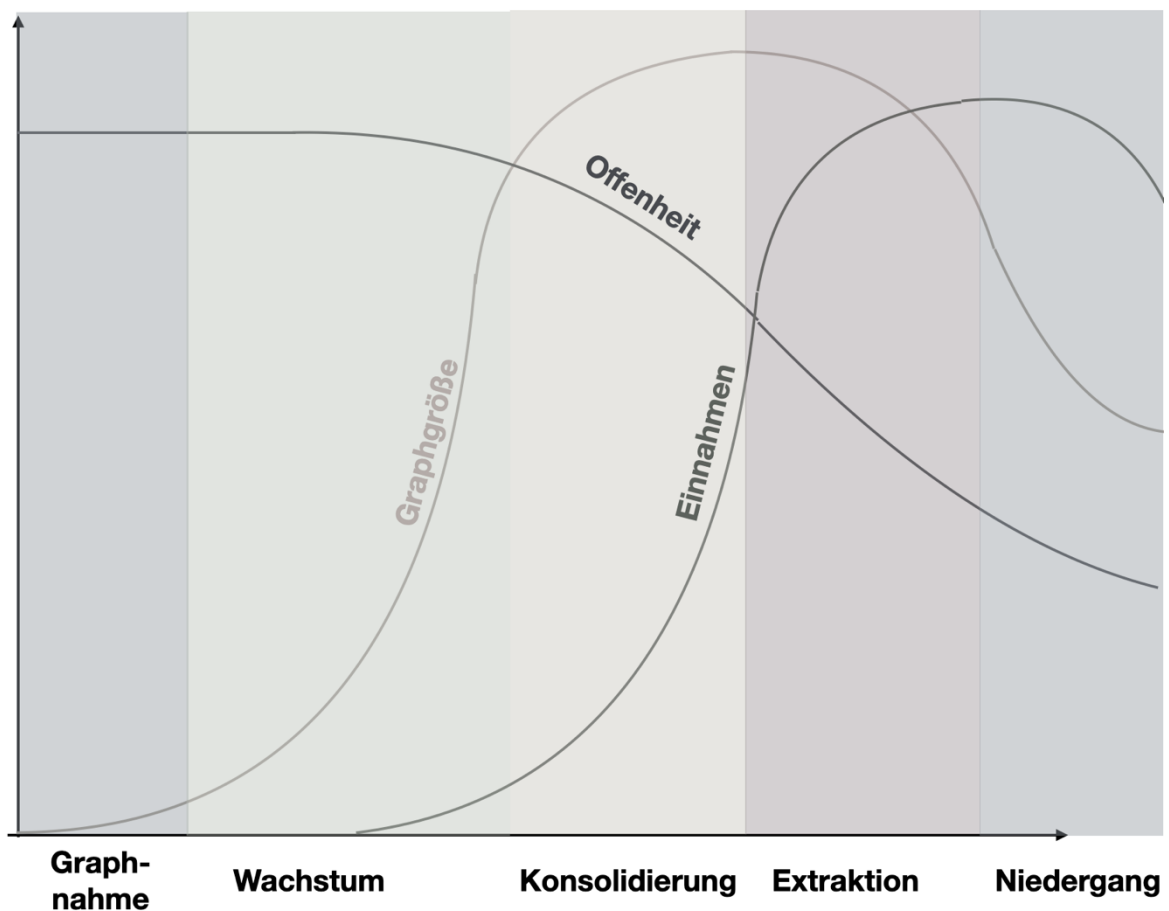 Offenheit
Graphgröße
Einnahmen
Graph-
nahme
Wachstum
Konsolidierung
Extraktion
Niedergang